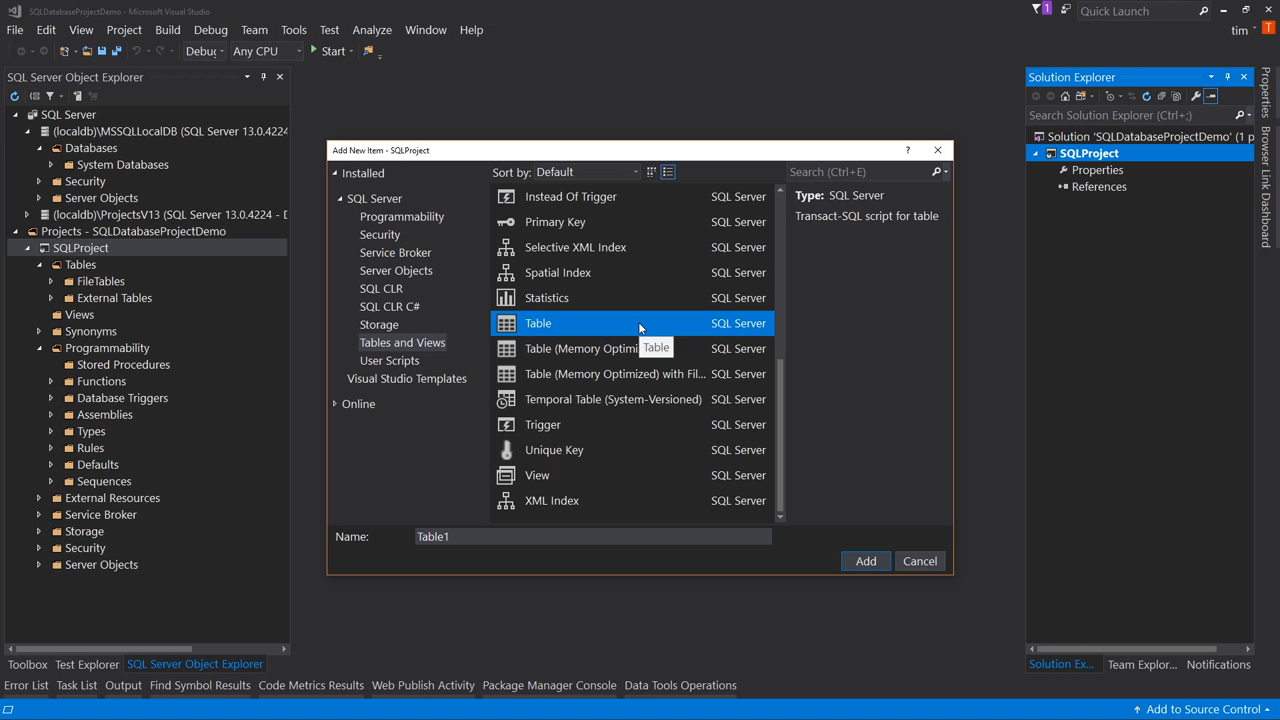 SQLDatabaseProjectDemo - Microsoft Visual Studio
1
Quick Launch
File Edit View Project Build Debug Team Tools Test Analyze Window Help
tim
T
Debug
Any CPU
Start
SQL Server Object Explorer
SQL Server
(localdb)\MSSQLLocalDB (SQL Server 13.0.4224
Databases
System Databases
Security
Server Objects
(localdb)\ProjectsV13 (SQL Server 13.0.4224 - D
Projects - SQLDatabaseProjectDemo
SQLProject
Tables
FileTables
External Tables
Views
Synonyms
Programmability
Stored Procedures
Functions
Database Triggers
Assemblies
Types
Rules
Defaults
Sequences
External Resources
Service Broker
Storage
Security
Server Objects
Toolbox Test Explorer SQL Server Object Explorer
Add New Item - SQLProject
?
Installed
SQL Server
Programmability
Security
Service Broker
Server Objects
SQL CLR
SQL CLR C#
Storage
Tables and Views
User Scripts
Visual Studio Templates
Online
Sort by: Default
Search (Ctrl+E)
Instead Of Trigger SQL Server
Primary Key SQL Server
Selective XML Index SQL Server
Spatial Index SQL Server
Statistics SQL Server
Table SQL Server
Table
Table (Memory Optimi SQL Server
Table (Memory Optimized) with Fil... SQL Server
Temporal Table (System-Versioned) SQL Server
Trigger SQL Server
Unique Key SQL Server
View SQL Server
XML Index SQL Server
Type: SQL Server
Transact-SQL script for table
Name: Table1
Add Cancel
Solution Explorer
Search Solution Explorer (Ctrl+;)
Solution 'SQLDatabaseProjectDemo' (1 p
SQLProject
Properties
References
Solution Ex... Team Explor... Notifications
Properties
Browser Link Dashboard
Error List Task List Output Find Symbol Results Code Metrics Results Web Publish Activity Package Manager Console Data Tools Operations
Add to Source Control